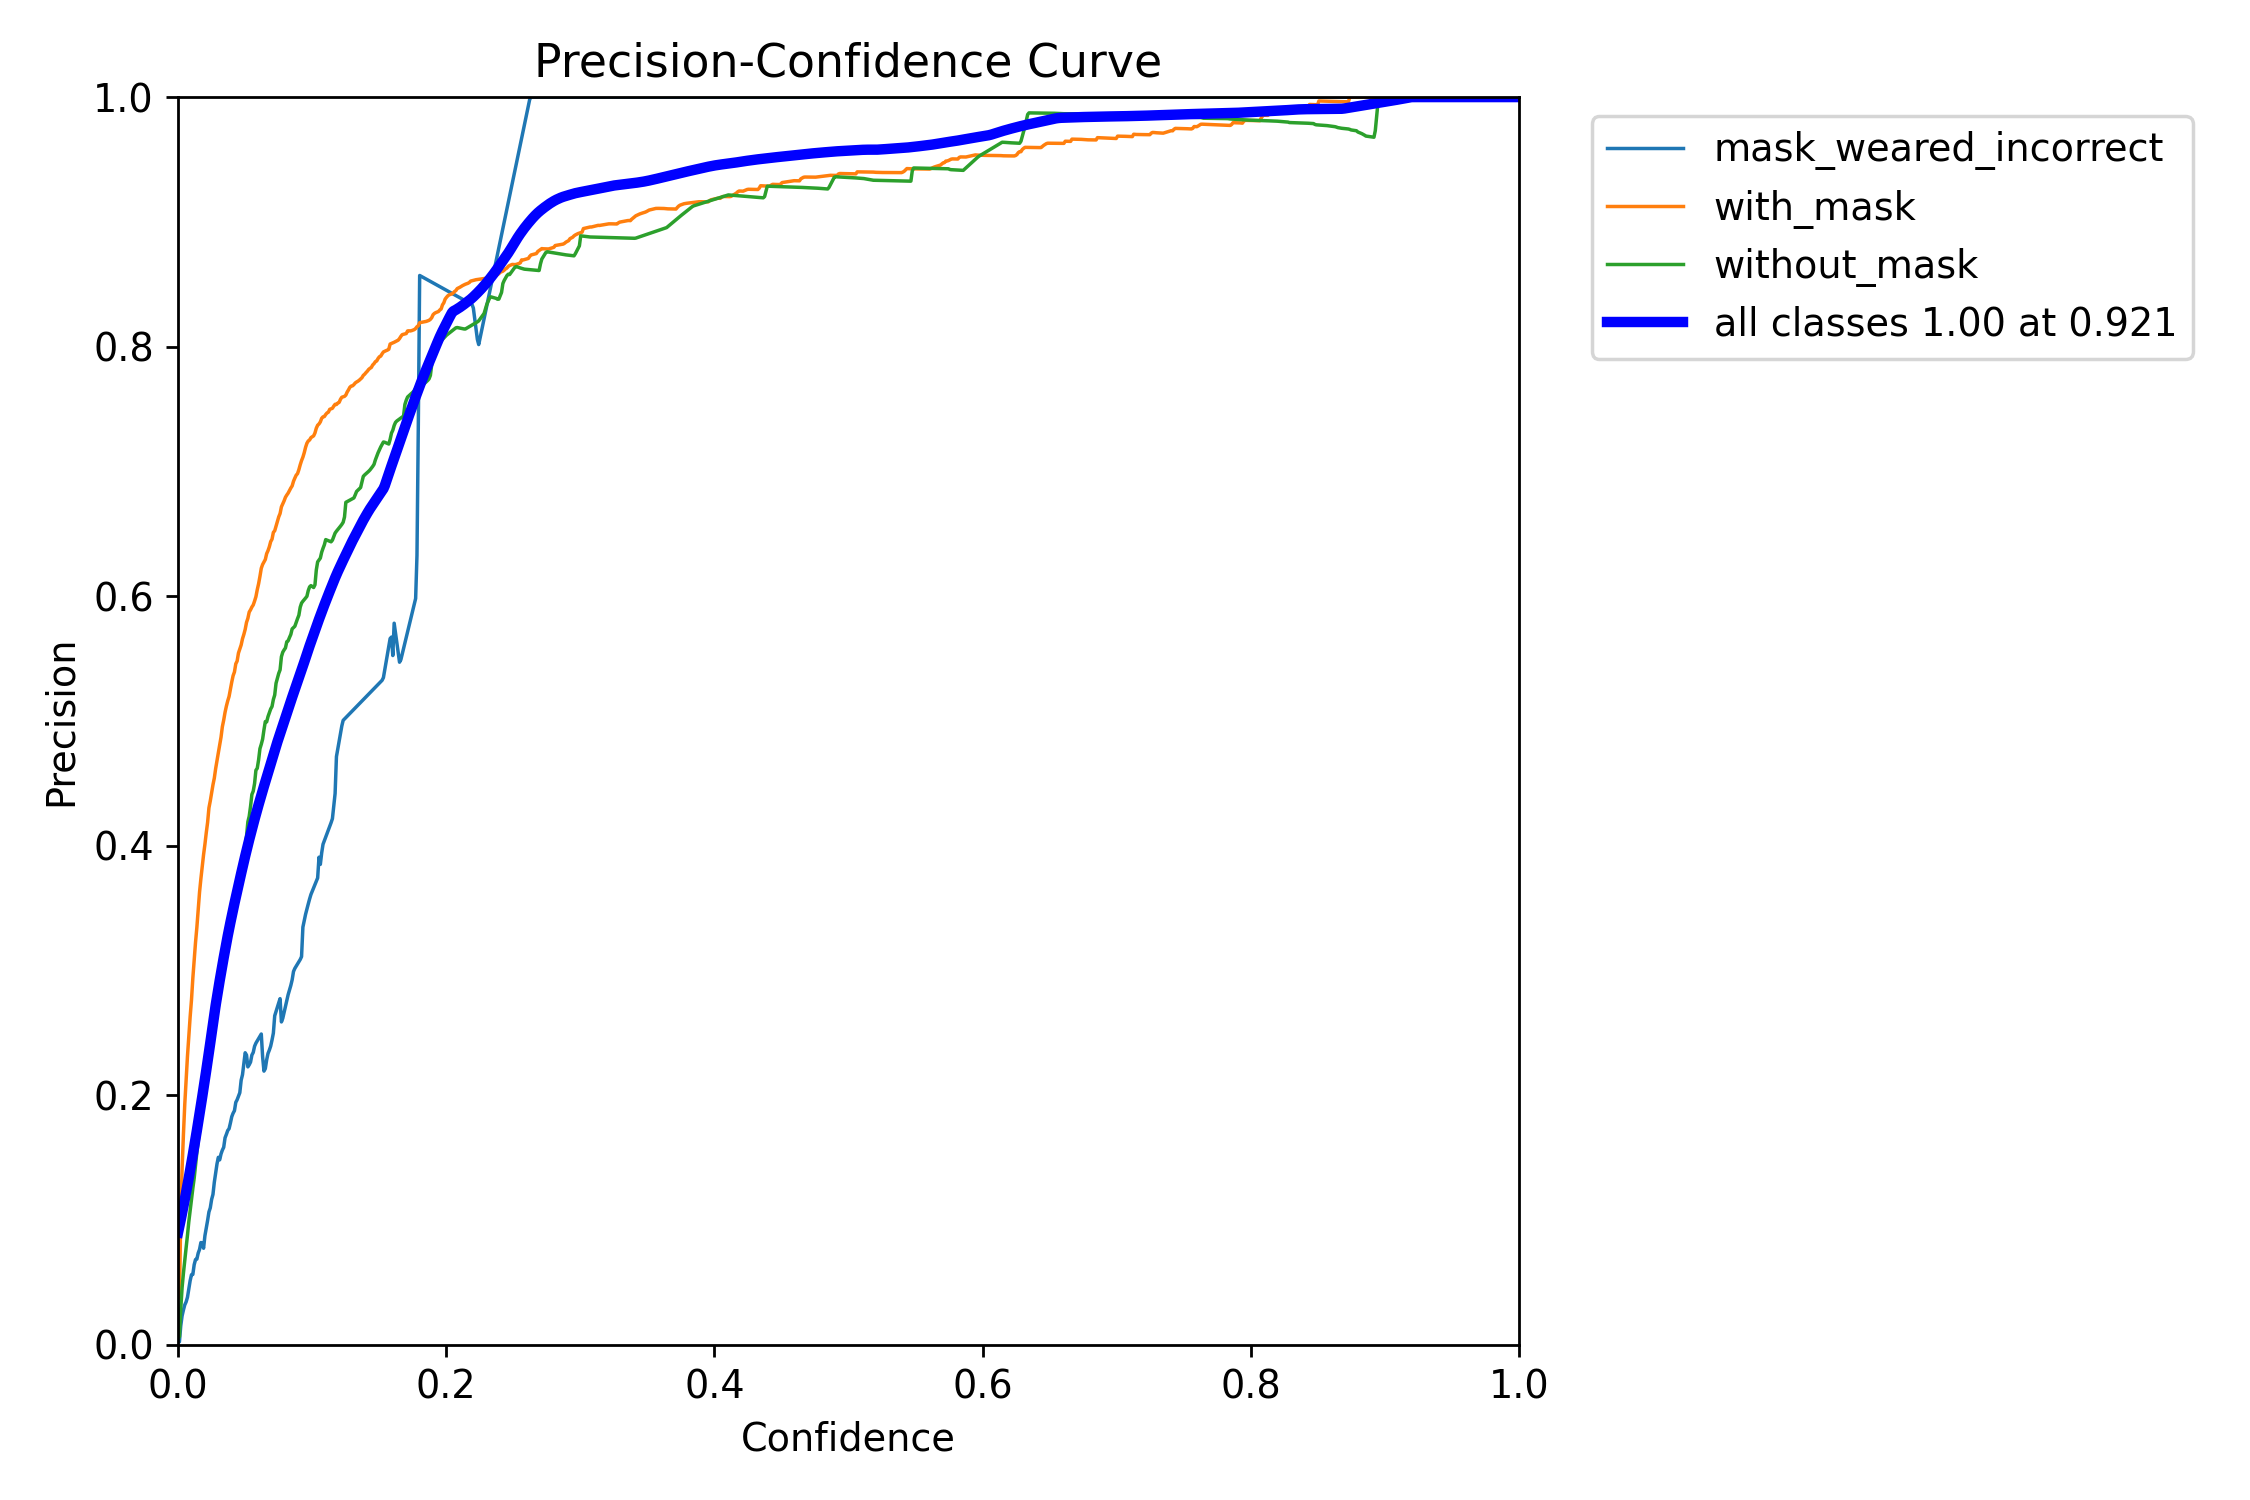 Precision-Confidence Curve
1.0
0.8
0.6
0.4
0.2
0.0
Precision
0.0 0.2 0.4 0.6 0.8 1.0
Confidence
mask_weared_incorrect
with_mask
without_mask
all classes 1.00 at 0.921